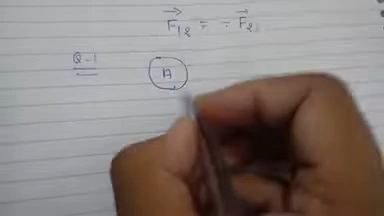 F₁₂ = - F₂₁
Q-1 A